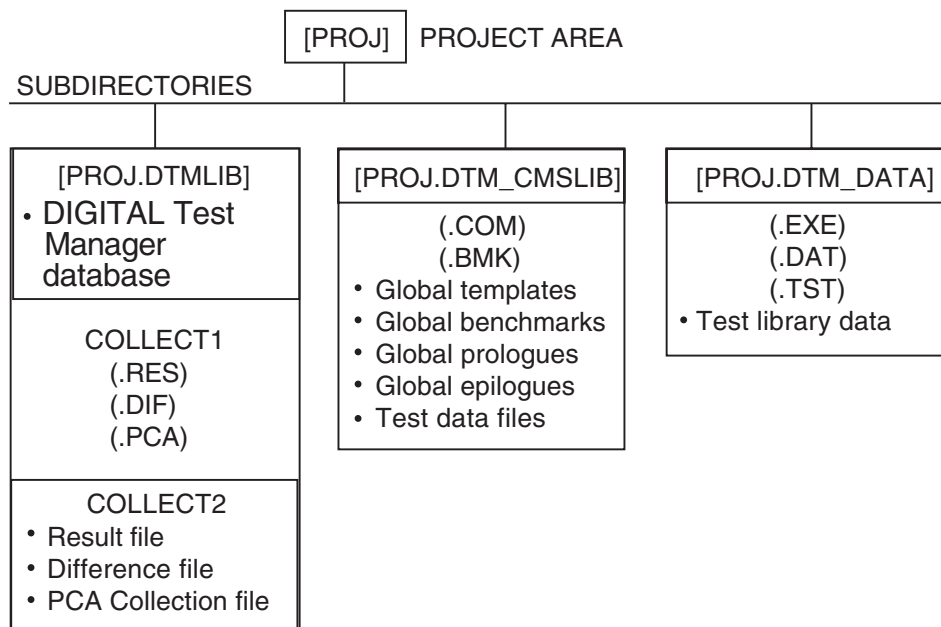 [PROJ] PROJECT AREA
SUBDIRECTORIES
[PROJ.DTMLIB]
• DIGITAL Test
Manager
database
COLLECT1
(.RES)
(.DIF)
(.PCA)
COLLECT2
• Result file
• Difference file
• PCA Collection file
[PROJ.DTM_CMSLIB]
(.COM)
(.BMK)
• Global templates
• Global benchmarks
• Global prologues
• Global epilogues
• Test data files
[PROJ.DTM_DATA]
(.EXE)
(.DAT)
(.TST)
• Test library data